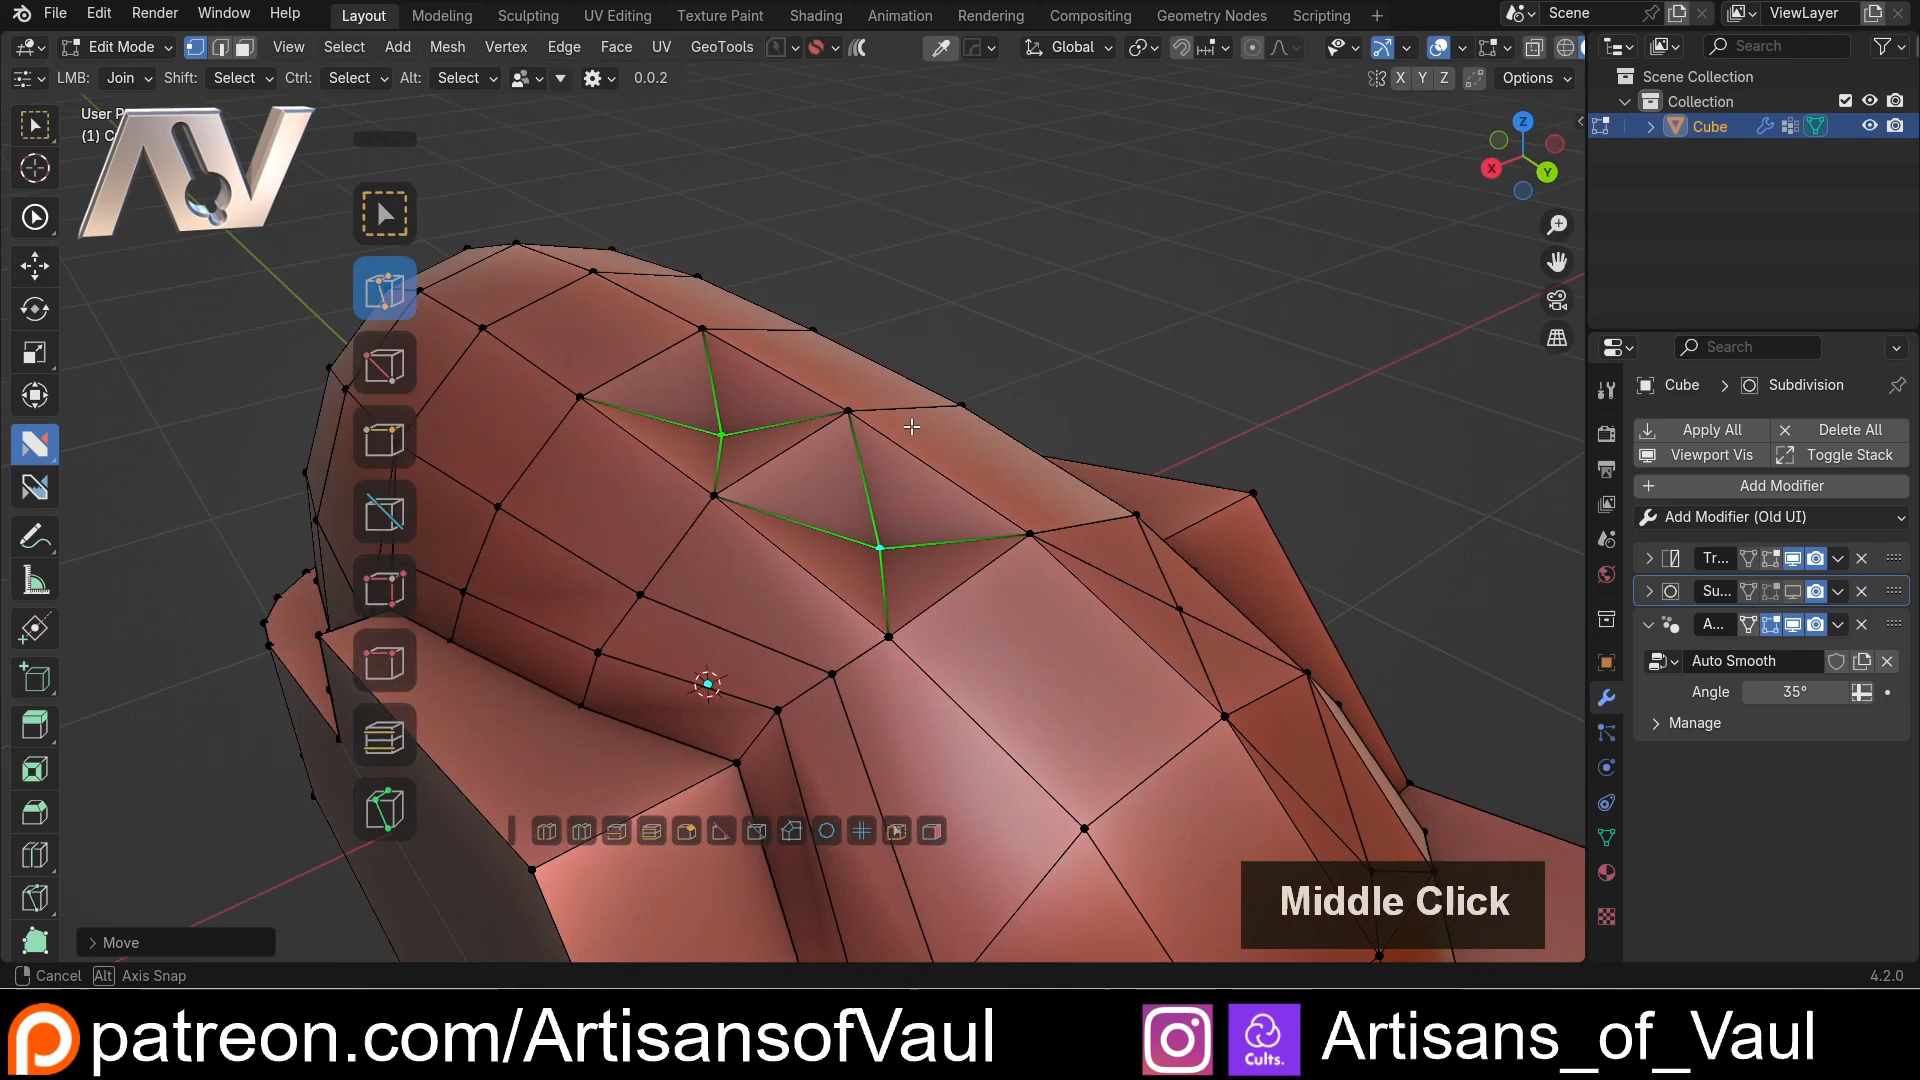 File Edit Render Window Help Layout Modeling Sculpting UV Editing Texture Paint Shading Animation Rendering Compositing Geometry Nodes Scripting + Scene ViewLayer
Edit Mode View Select Add Mesh Vertex Edge Face UV GeoTools Global Search
LMB: Join Shift: Select Ctrl: Select Alt: Select 0.0.2 X Y Z Options
Scene Collection
Collection
Cube
User P
(1) C
AV
Z
X
Y
Search
Cube > Subdivision
Apply All Delete All
Viewport Vis Toggle Stack
Add Modifier
Add Modifier (Old UI)
Tr...
Su...
A...
Auto Smooth
Angle 35°
Manage
Middle Click
Move
Cancel Alt Axis Snap 4.2.0
patreon.com/ArtisansofVaul
Cults.
Artisans_of_Vaul